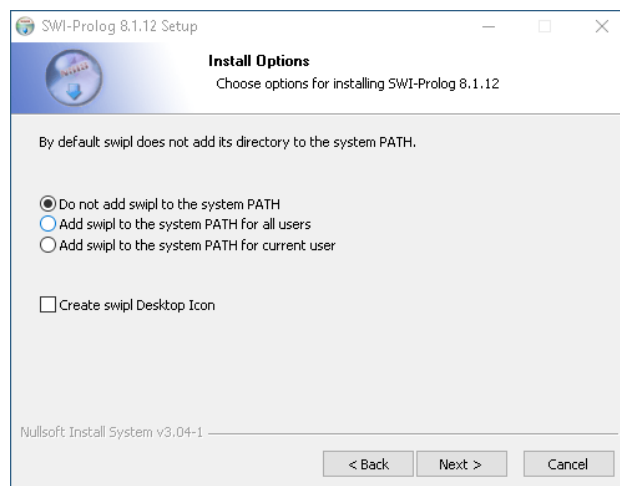 SWI-Prolog 8.1.12 Setup
Install Options
Choose options for installing SWI-Prolog 8.1.12
By default swipl does not add its directory to the system PATH.
Do not add swipl to the system PATH
Add swipl to the system PATH for all users
Add swipl to the system PATH for current user
Create swipl Desktop Icon
Nullsoft Install System v3.04-1
< Back Next > Cancel